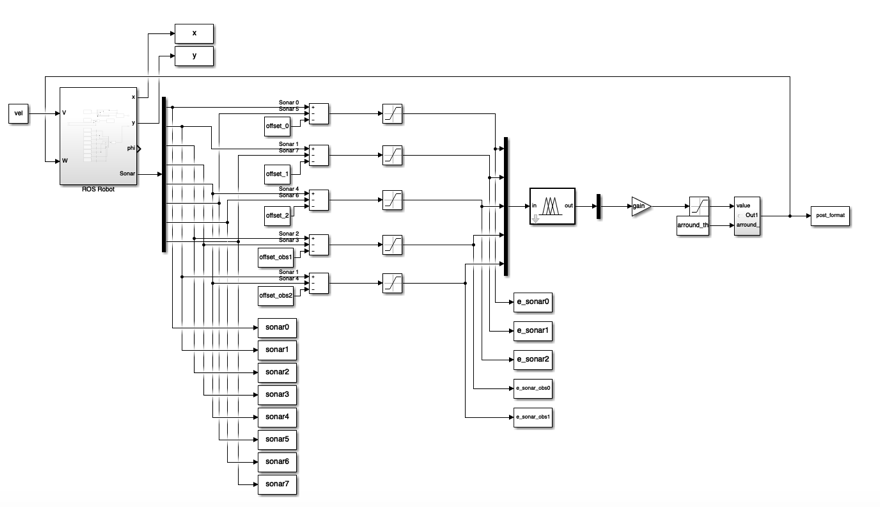 x
y
vel
V
W
x
y
phi
Sonar
ROS Robot
Sonar 0
Sonar 5
offset_0
Sonar 1
Sonar 7
offset_1
Sonar 4
Sonar 6
offset_2
Sonar 2
Sonar 3
offset_obs1
Sonar 1
Sonar 4
offset_obs2
in
out
gain
arround_th
value
arround_
Out1
post_format
e_sonar0
e_sonar1
e_sonar2
e_sonar_obs0
e_sonar_obs1
sonar0
sonar1
sonar2
sonar3
sonar4
sonar5
sonar6
sonar7